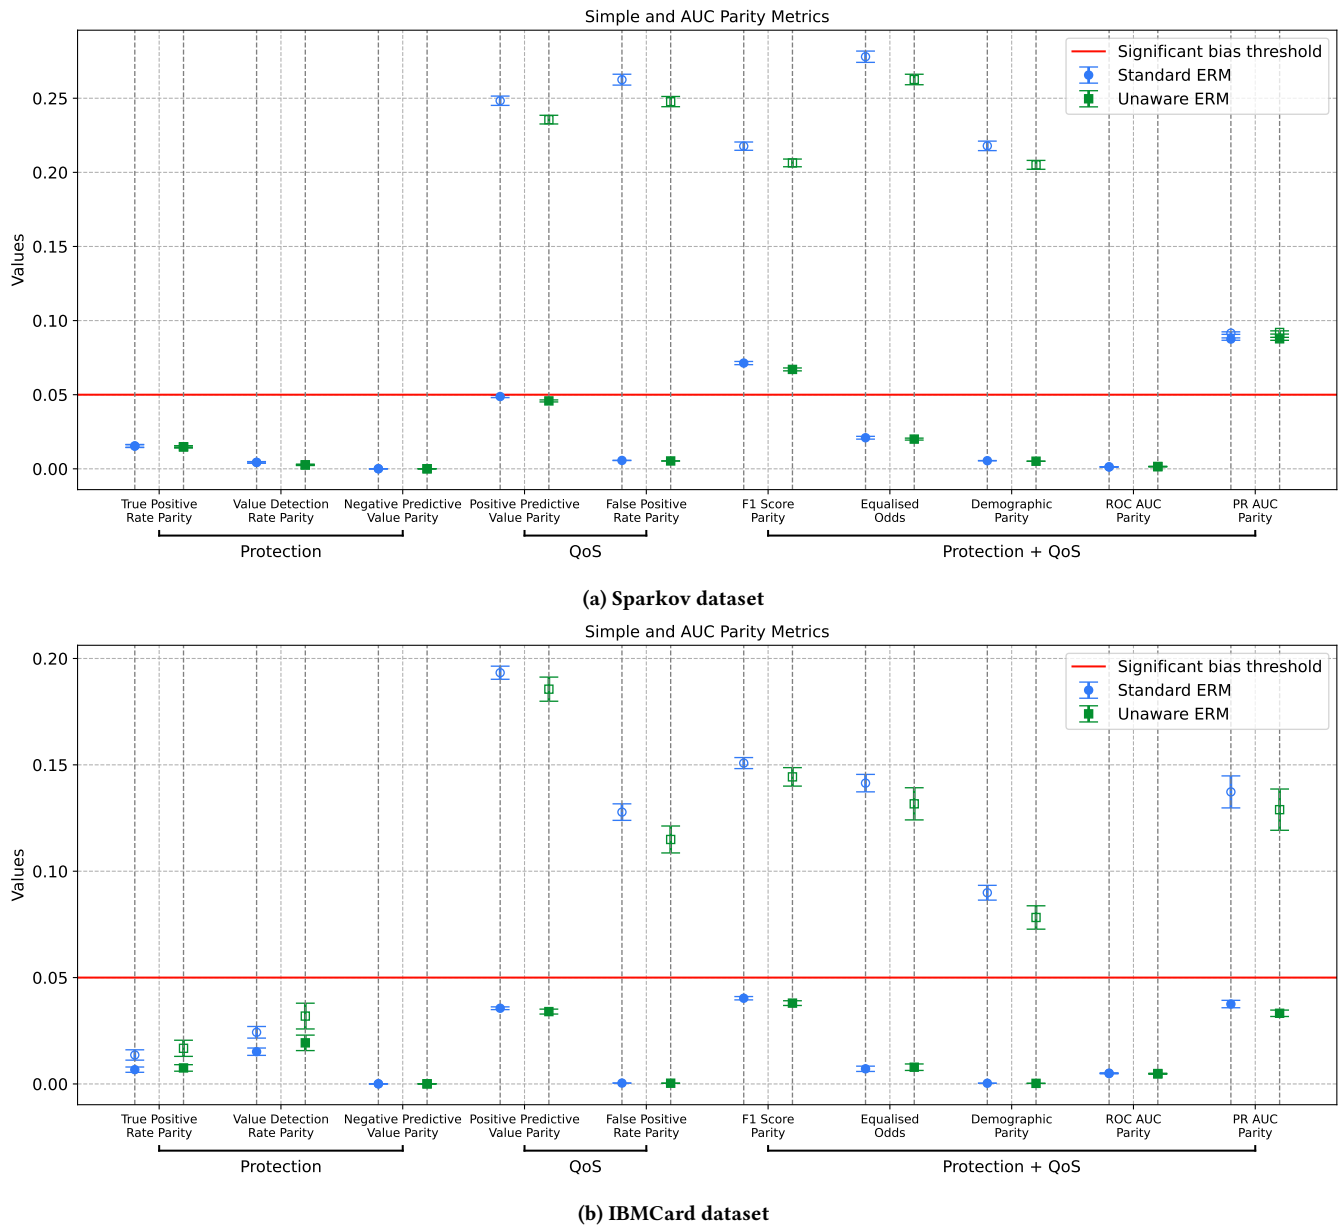 Simple and AUC Parity Metrics
Significant bias threshold
Standard ERM
Unaware ERM
Values
0.25
0.20
0.15
0.10
0.05
0.00
True Positive Rate Parity
Value Detection Rate Parity
Negative Predictive Value Parity
Positive Predictive Value Parity
False Positive Rate Parity
F1 Score Parity
Equalised Odds
Demographic Parity
ROC AUC Parity
PR AUC Parity
Protection
QoS
Protection + QoS
(a) Sparkov dataset
Simple and AUC Parity Metrics
Significant bias threshold
Standard ERM
Unaware ERM
Values
0.20
0.15
0.10
0.05
0.00
True Positive Rate Parity
Value Detection Rate Parity
Negative Predictive Value Parity
Positive Predictive Value Parity
False Positive Rate Parity
F1 Score Parity
Equalised Odds
Demographic Parity
ROC AUC Parity
PR AUC Parity
Protection
QoS
Protection + QoS
(b) IBMCard dataset